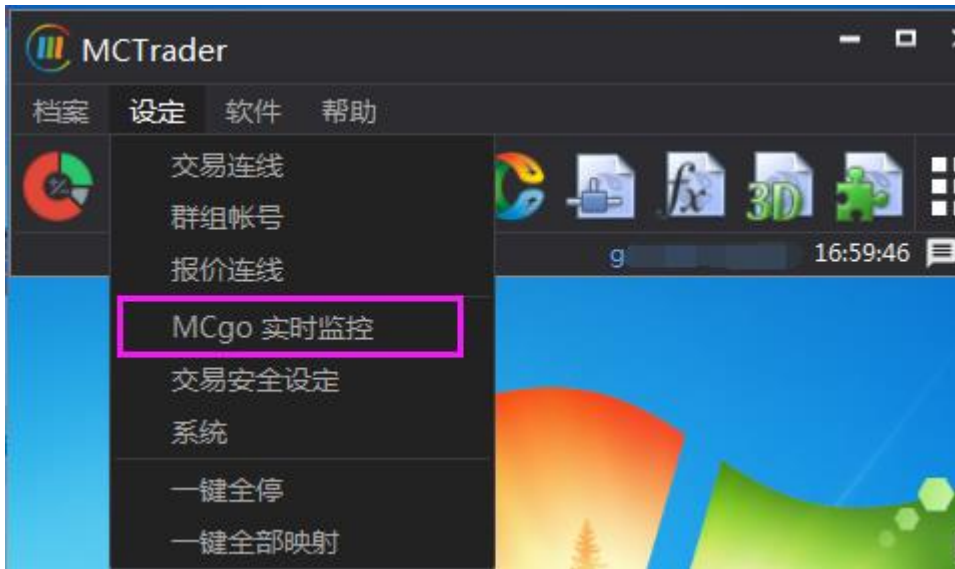 MCTrader
档案 设定 软件 帮助
交易连线
群组帐号
报价连线
g 16:59:46
MCgo 实时监控
交易安全设定
系统
一键全停
一键全部映射
fx 3D